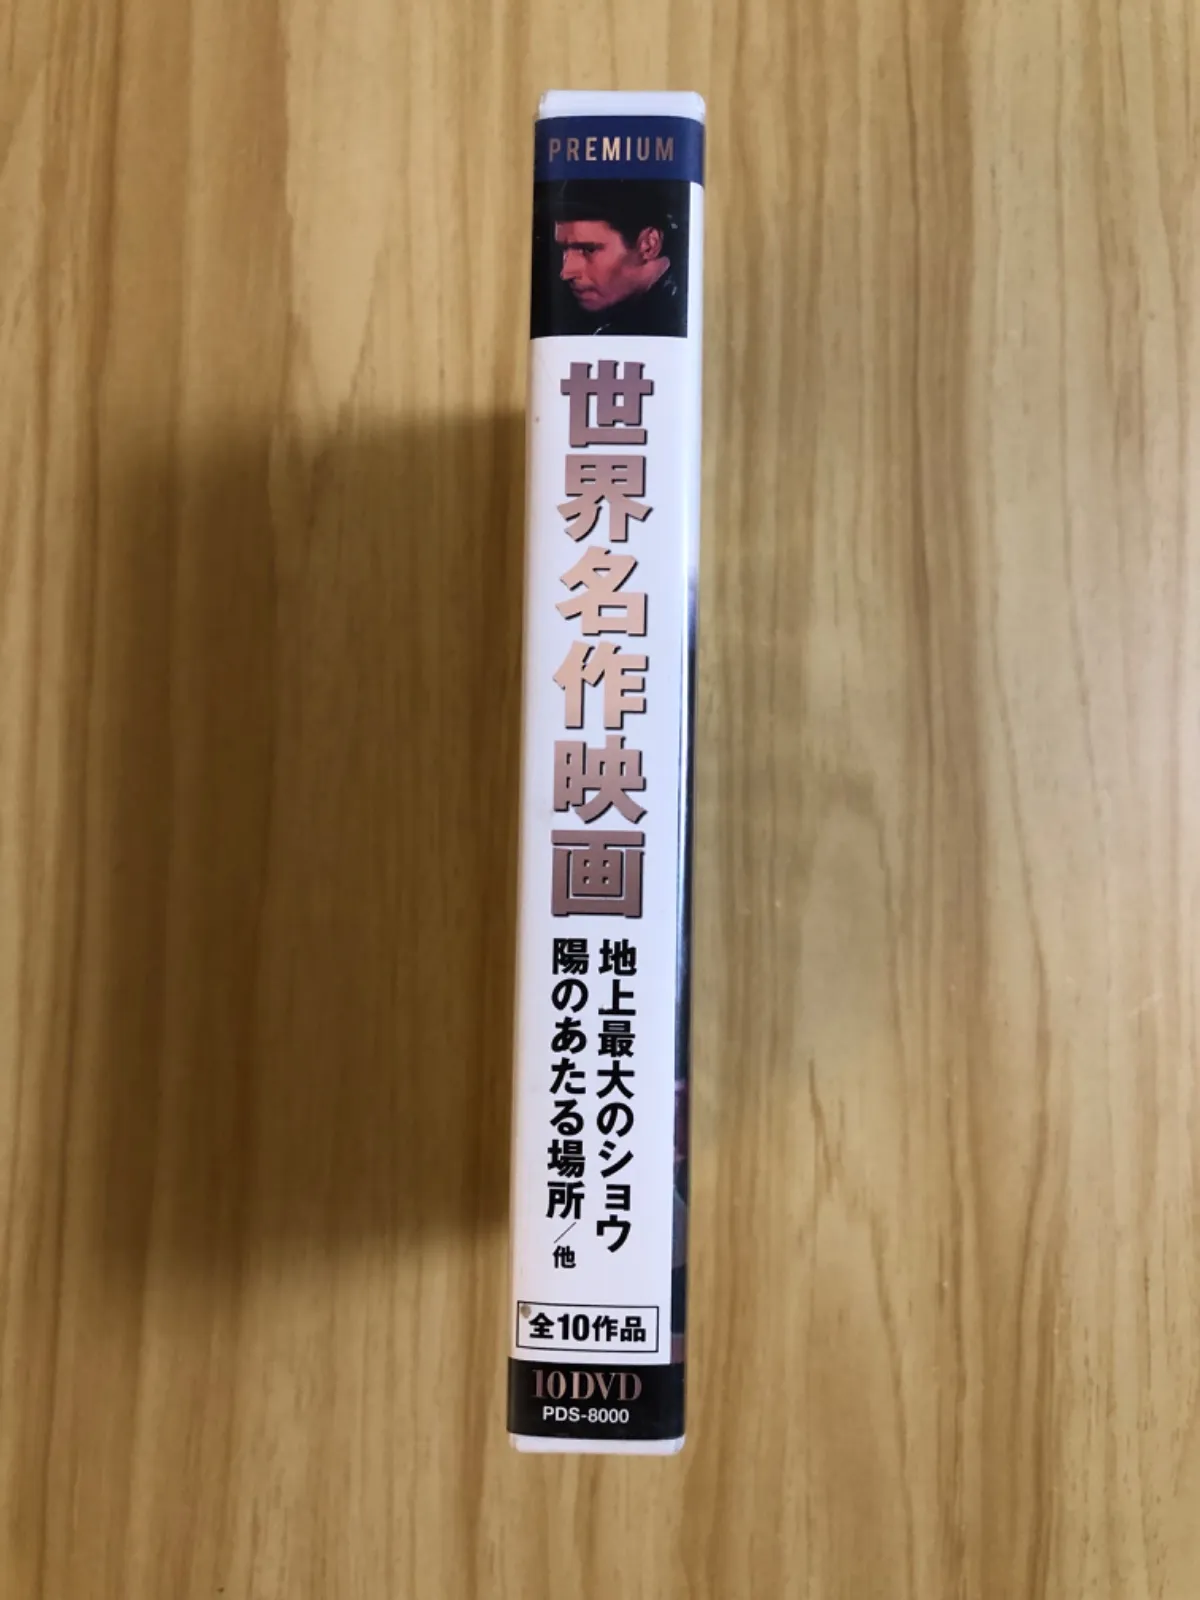 PREMIUM
世界名作映画
地上最大のショウ
陽のあたる場所/他
全10作品
10DVD
PDS-8000